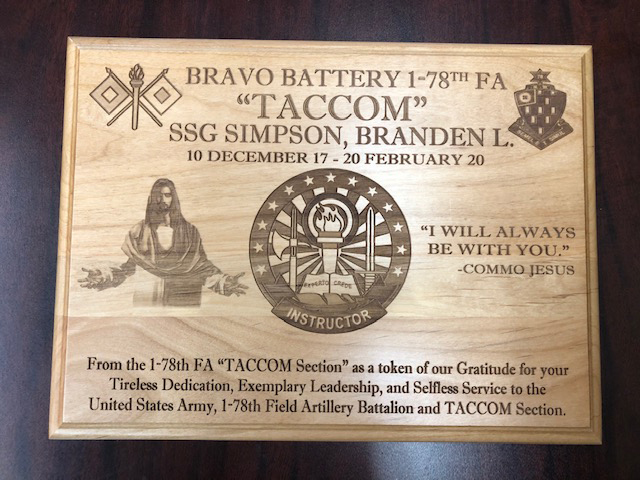 BRAVO BATTERY 1-78TH FA
“TACCOM”
SSG SIMPSON, BRANDEN L.
10 DECEMBER 17 - 20 FEBRUARY 20
“I WILL ALWAYS
BE WITH YOU.”
-COMMO JESUS
EXPERTO CREDE
INSTRUCTOR
From the 1-78th FA “TACCOM Section” as a token of our Gratitude for your
Tireless Dedication, Exemplary Leadership, and Selfless Service to the
United States Army, 1-78th Field Artillery Battalion and TACCOM Section.